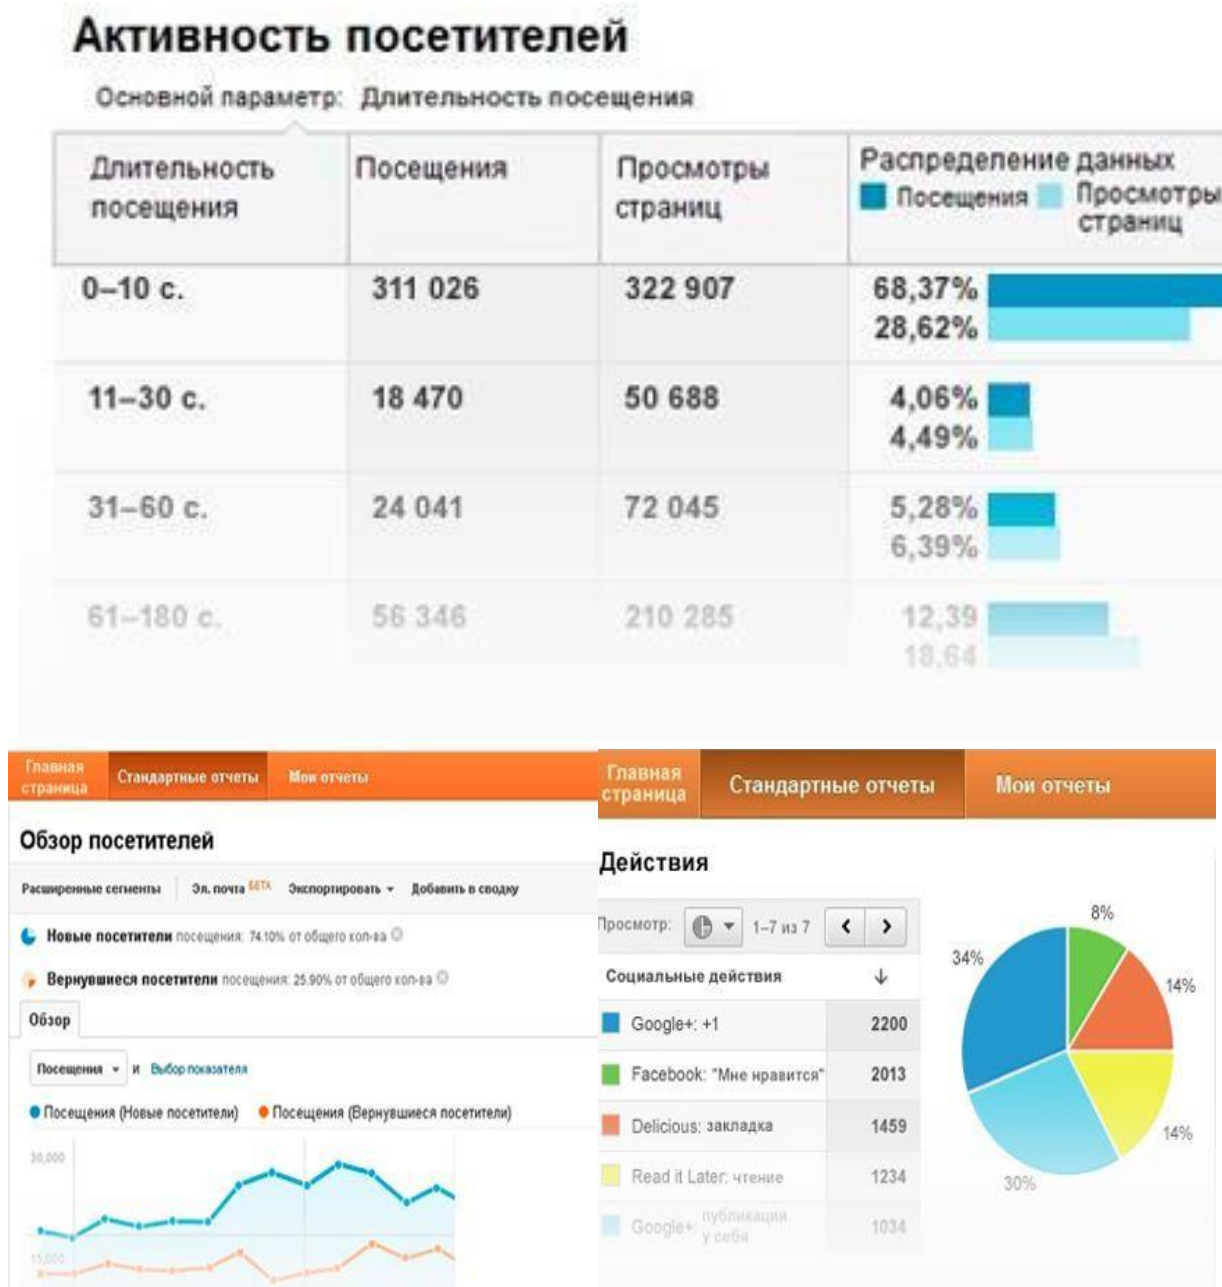 Активность посетителей
Основной параметр: Длительность посещения
Длительность посещения
Посещения
Просмотры страниц
Распределение данных
Посещения
Просмотры страниц
0–10 с. 311 026 322 907 68,37%
28,62%
11–30 с. 18 470 50 688 4,06%
4,49%
31–60 с. 24 041 72 045 5,28%
6,39%
61–180 с. 56 346 210 285 12,39
18,64
Главная страница
Стандартные отчеты
Мои отчеты
Обзор посетителей
Расширенные сегменты Эл. почта БЕТА Экспортировать Добавить в сводку
Новые посетители посещения: 74.10% от общего кол-ва
Вернувшиеся посетители посещения: 25.90% от общего кол-ва
Обзор
Посещения и Выбор показателя
Посещения (Новые посетители) Посещения (Вернувшиеся посетители)
30,000
15,000
Главная страница
Стандартные отчеты
Мои отчеты
Действия
Просмотр: 1–7 из 7
Социальные действия
Google+: +1 2200
Facebook: "Мне нравится" 2013
Delicious: закладка 1459
Read it Later: чтение 1234
Google+: публикация у себя 1034
8%
34%
14%
14%
30%